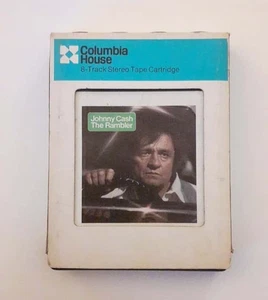 Columbia
House
8-Track Stereo Tape Cartridge
Johnny Cash
The Rambler